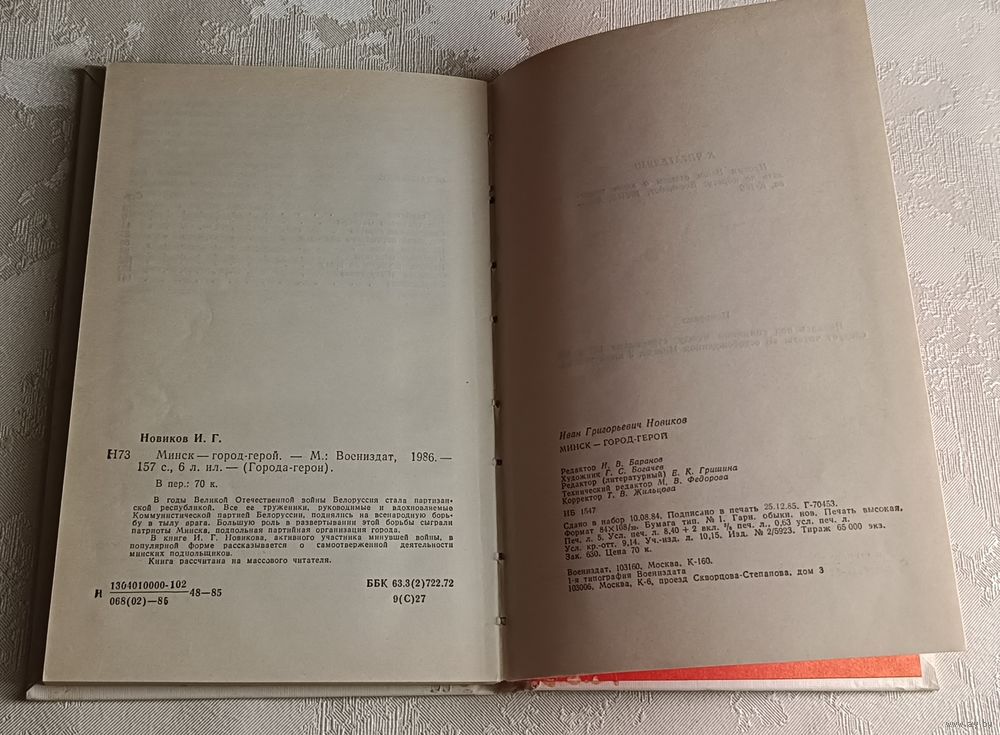 Новиков И. Г.
Н73 Минск — город-герой. — М.: Воениздат, 1986. —
157 с., 6 л. ил. — (Города-герои).
В пер.: 70 к.
В годы Великой Отечественной войны Белоруссия стала партизан-
ской республикой. Все ее труженики, руководимые и вдохновляемые
Коммунистической партией Белоруссии, поднялись на всенародную борь-
бу в тылу врага. Большую роль в развертывании этой борьбы сыграли
патриоты Минска, подпольная партийная организация города.
В книге И. Г. Новикова, активного участника минувшей войны, в
популярной форме рассказывается о самоотверженной деятельности
минских подпольщиков.
Книга рассчитана на массового читателя.
Н 1304010000-102 48—85
068(02)—86
ББК 63.3(2)722.72
9(С)27
Иван Григорьевич Новиков
МИНСК — ГОРОД-ГЕРОЙ
Редактор И. В. Баранов
Художник Г. С. Богачев
Редактор (литературный) Е. К. Гришина
Технический редактор М. В. Федорова
Корректор Т. В. Жильцова
ИБ 1547
Сдано в набор 10.08.84. Подписано в печать 25.12.85. Г-70453.
Формат 84×108/32. Бумага тип. № 1. Гарн. обыкн. нов. Печать высокая.
Печ. л. 5. Усл. печ. л. 8,40 + 2 вкл. печ. л., 0,63 усл. печ. л.
Усл. кр.-отт. 9,14. Уч.-изд. л. 10,15. Изд. № 2/5923. Тираж 65 000 экз.
Зак. 650. Цена 70 к.
Воениздат, 103160, Москва, К-160.
1-я типография Воениздата
103006, Москва, К-6, проезд Скворцова-Степанова, дом 3
www.ay.by